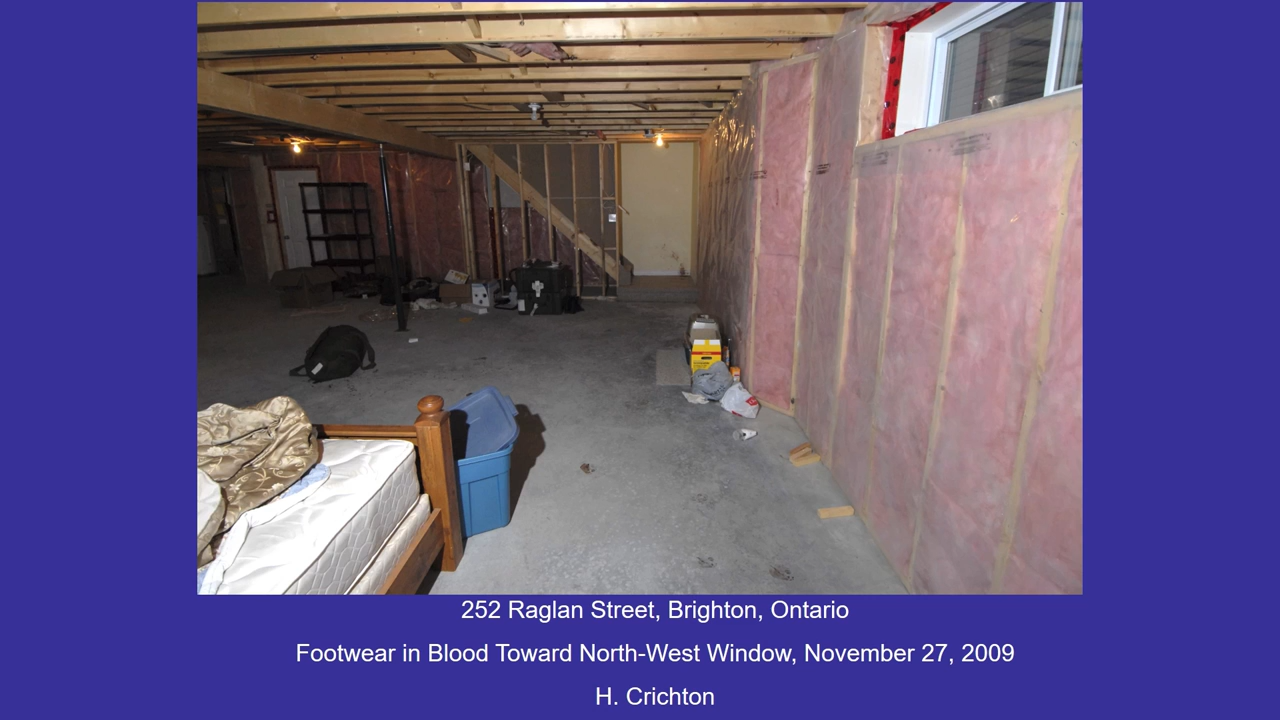 252 Raglan Street, Brighton, Ontario
Footwear in Blood Toward North-West Window, November 27, 2009
H. Crichton